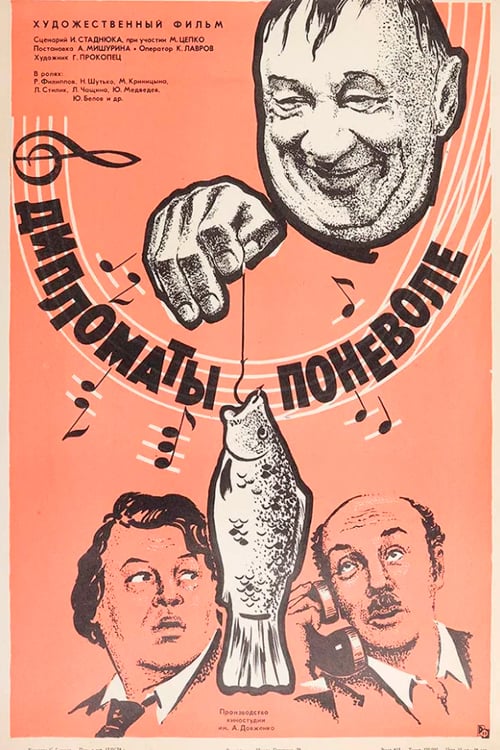 ХУДОЖЕСТВЕННЫЙ ФИЛЬМ
Сценарий И. СТАДНЮКА, при участии М. ЦЕПКО
Постановка А. МИШУРИНА • Оператор К. ЛАВРОВ
Художник Г. ПРОКОПЕЦ
В ролях:
Р. Филиппов, Н. Шутько, М. Криницына,
Л. Стилик, Л. Чащина, Ю. Медведев,
Ю. Белов и др.
ДИПЛОМАТЫ ПОНЕВОЛЕ
Производство
киностудии
им. А. Довженко